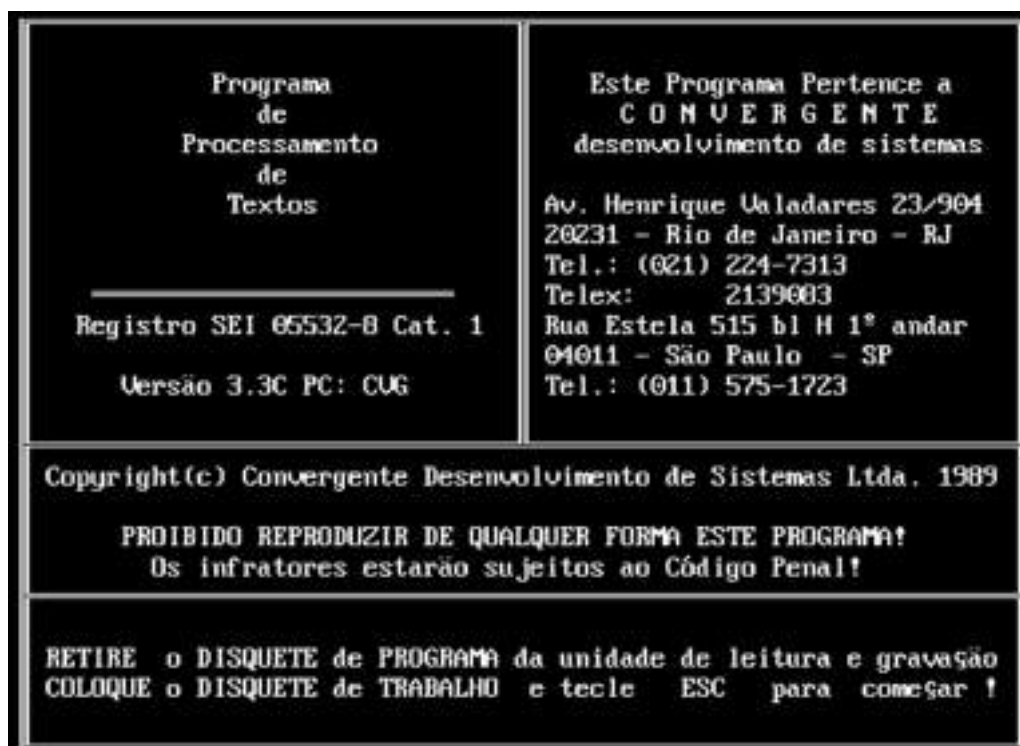 Programa
de
Processamento
de
Textos
Registro SEI 05532-8 Cat. 1
Versão 3.3C PC: CVG
Este Programa Pertence a
C O N V E R G E N T E
desenvolvimento de sistemas
Av. Henrique Valadares 23/904
20231 - Rio de Janeiro - RJ
Tel.: (021) 224-7313
Telex: 2139083
Rua Estela 515 bl H 1º andar
04011 - São Paulo - SP
Tel.: (011) 575-1723
Copyright(c) Convergente Desenvolvimento de Sistemas Ltda. 1989
PROIBIDO REPRODUZIR DE QUALQUER FORMA ESTE PROGRAMA!
Os infratores estarão sujeitos ao Código Penal!
RETIRE o DISQUETE de PROGRAMA da unidade de leitura e gravação
COLOQUE o DISQUETE de TRABALHO e tecle ESC para começar !